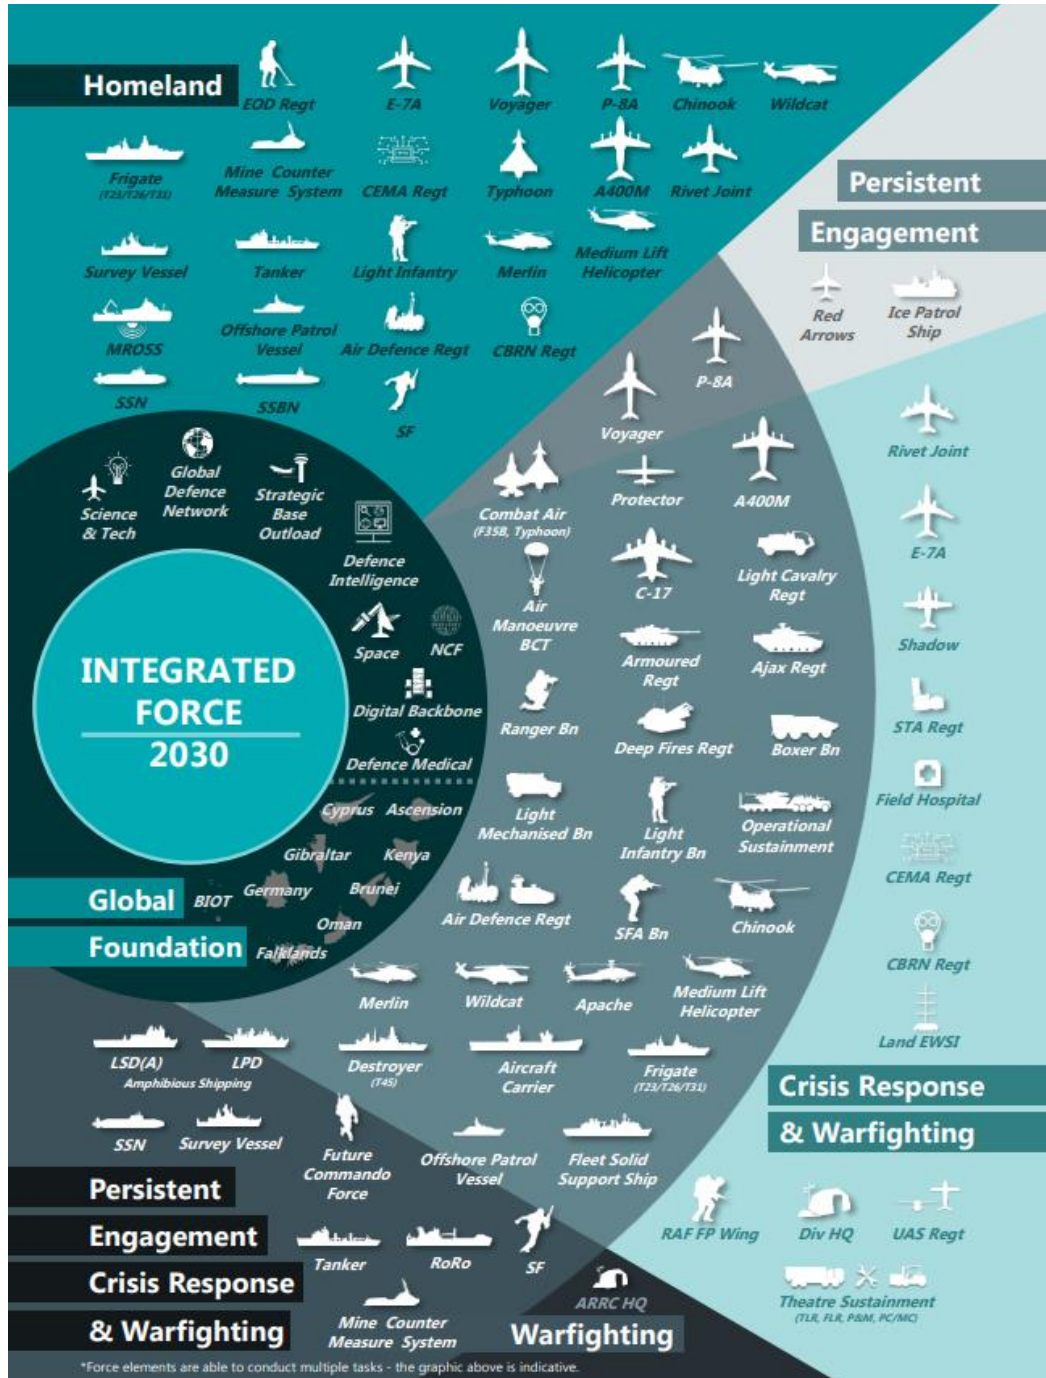 Homeland
EOD Regt
E-7A
Voyager
P-8A
Chinook
Wildcat
Frigate
(T23/T26/T31)
Mine Counter
Measure System
CEMA Regt
Typhoon
A400M
Rivet Joint
Survey Vessel
Tanker
Light Infantry
Merlin
Medium Lift
Helicopter
MROSS
Offshore Patrol
Vessel
Air Defence Regt
CBRN Regt
SSN
SSBN
SF
Persistent
Engagement
Red
Arrows
Ice Patrol
Ship
P-8A
Voyager
Combat Air
(F35B, Typhoon)
Protector
A400M
Air
Manoeuvre
BCT
C-17
Light Cavalry
Regt
Armoured
Regt
Ajax Regt
Ranger Bn
Deep Fires Regt
Boxer Bn
Light
Mechanised Bn
Light
Infantry Bn
Operational
Sustainment
Air Defence Regt
SFA Bn
Chinook
Merlin
Wildcat
Apache
Medium Lift
Helicopter
Destroyer
(T45)
Aircraft
Carrier
Frigate
(T23/T26/T31)
Future
Commando
Force
Offshore Patrol
Vessel
Fleet Solid
Support Ship
Science
& Tech
Global
Defence
Network
Strategic
Base
Outload
Defence
Intelligence
Space
NCF
Digital Backbone
Defence Medical
INTEGRATED
FORCE
2030
Cyprus
Ascension
Gibraltar
Kenya
Germany
Brunei
BIOT
Oman
Falklands
Global
Foundation
Rivet Joint
E-7A
Shadow
STA Regt
Field Hospital
CEMA Regt
CBRN Regt
Land EWSI
Crisis Response
& Warfighting
RAF FP Wing
Div HQ
UAS Regt
Theatre Sustainment
(TLR, FLR, P&M, PC/MC)
LSD(A)
LPD
Amphibious Shipping
SSN
Survey Vessel
Persistent
Engagement
Crisis Response
& Warfighting
Tanker
RoRo
SF
Mine Counter
Measure System
ARRC HQ
Warfighting
*Force elements are able to conduct multiple tasks - the graphic above is indicative.